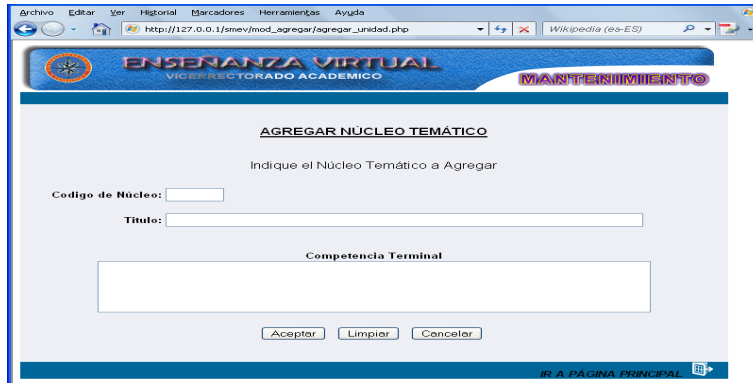 Archivo Editar Ver Historial Marcadores Herramientas Ayuda
http://127.0.0.1/smev/mod_agregar/agregar_unidad.php Wikipedia (es-ES)
ENSEÑANZA VIRTUAL
VICERRECTORADO ACADEMICO
MANTENIMIENTO
AGREGAR NÚCLEO TEMÁTICO
Indique el Núcleo Temático a Agregar
Codigo de Núcleo:
Titulo:
Competencia Terminal
Aceptar Limpiar Cancelar
IR A PÁGINA PRINCIPAL